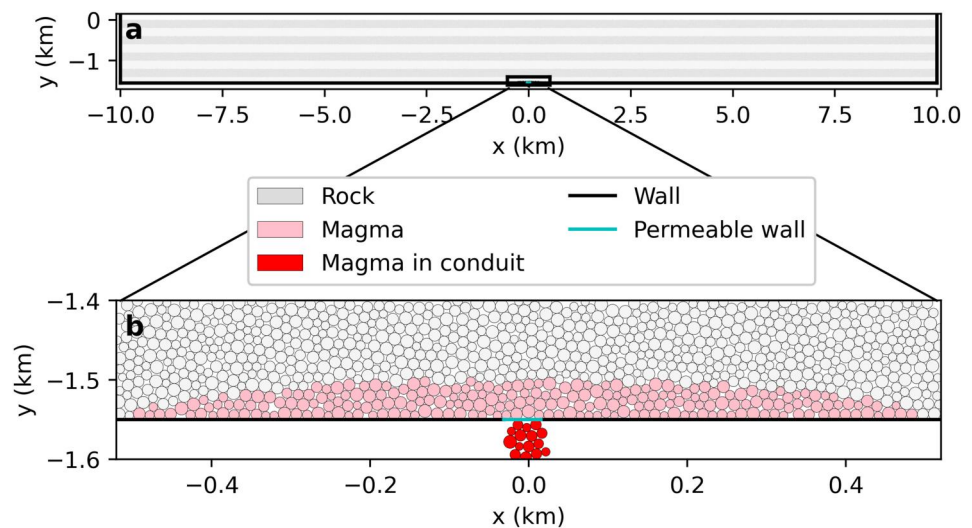 a
y (km)
0
−1
−10.0 −7.5 −5.0 −2.5 0.0 2.5 5.0 7.5 10.0
x (km)
Rock Wall
Magma Permeable wall
Magma in conduit
b
y (km)
−1.4
−1.5
−1.6
−0.4 −0.2 0.0 0.2 0.4
x (km)